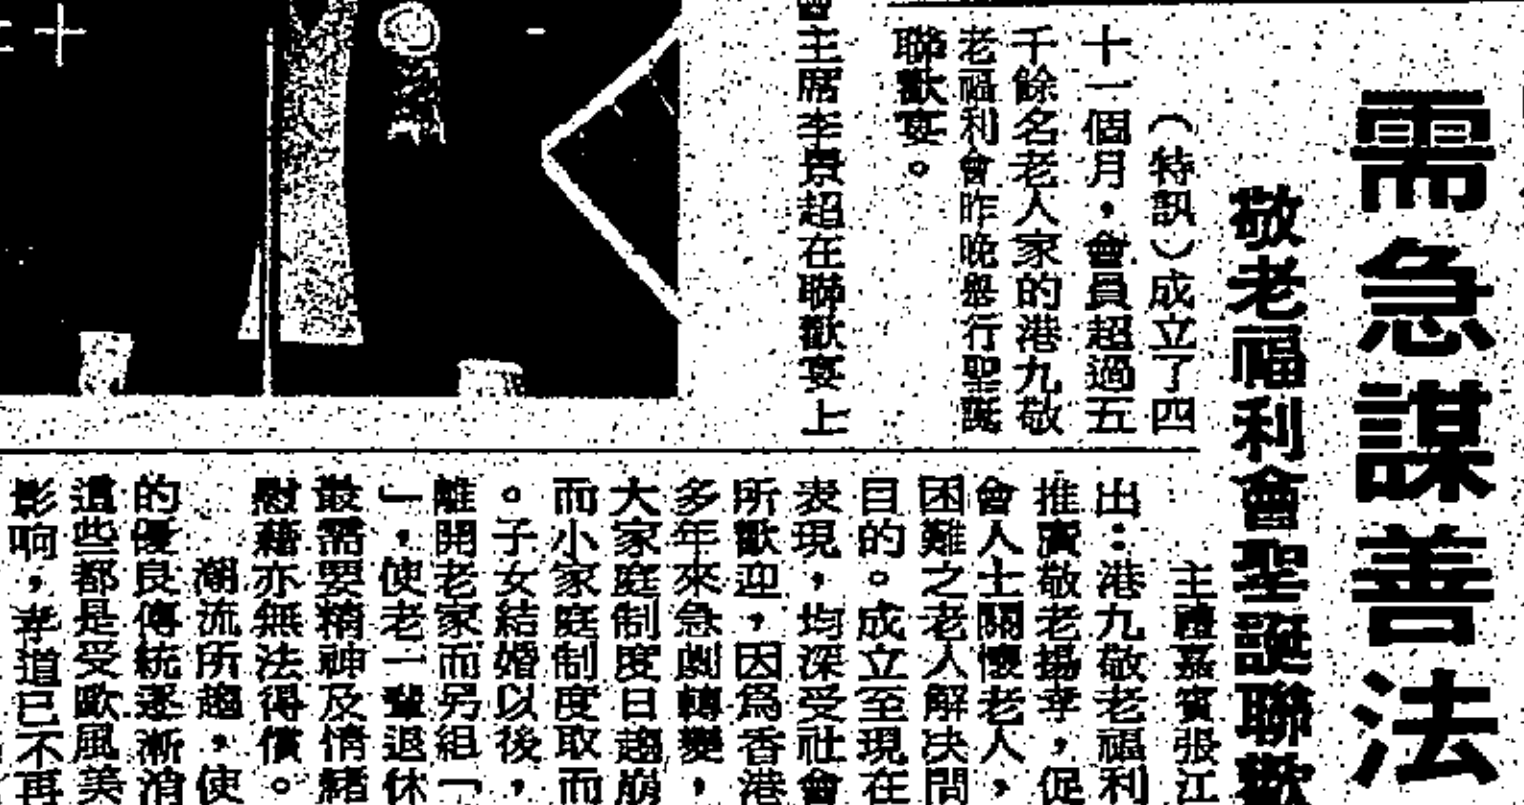 需急謀善法
敬老福利會聖誕聯歡
（特訊）成立了四
十一個月，會員超過五
千餘名老人家的港九敬
老福利會昨晚舉行聖誕
聯歡宴。
會主席李景超在聯歡宴上
主禮嘉賓張江
出：港九敬老福利
推廣敬老揚孝，促
會人士關懷老人，
困難之老人解决問
目的。成立至現在
表現，均深受社會
所歡迎，因為香港
多年來急劇轉變，
大家庭制度日趨崩
而小家庭制度取而
。子女結婚以後，
離開老家而另組「
」，使老一輩退休
最需要精神及情緒
慰藉亦無法得償。
潮流所趨，使
的優良傳統逐漸消
這些都是受歐風美
影响，孝道已不再